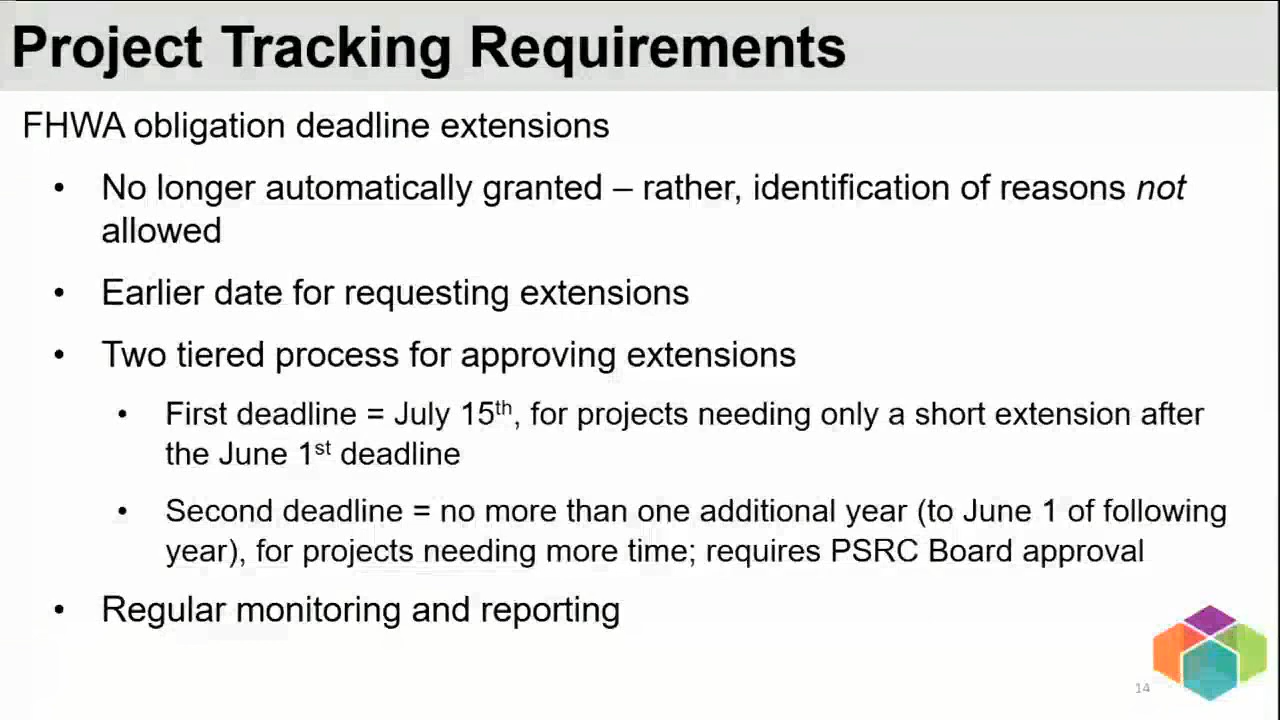 Project Tracking Requirements
FHWA obligation deadline extensions
• No longer automatically granted – rather, identification of reasons not
allowed
• Earlier date for requesting extensions
• Two tiered process for approving extensions
• First deadline = July 15th, for projects needing only a short extension after
the June 1st deadline
• Second deadline = no more than one additional year (to June 1 of following
year), for projects needing more time; requires PSRC Board approval
• Regular monitoring and reporting
14